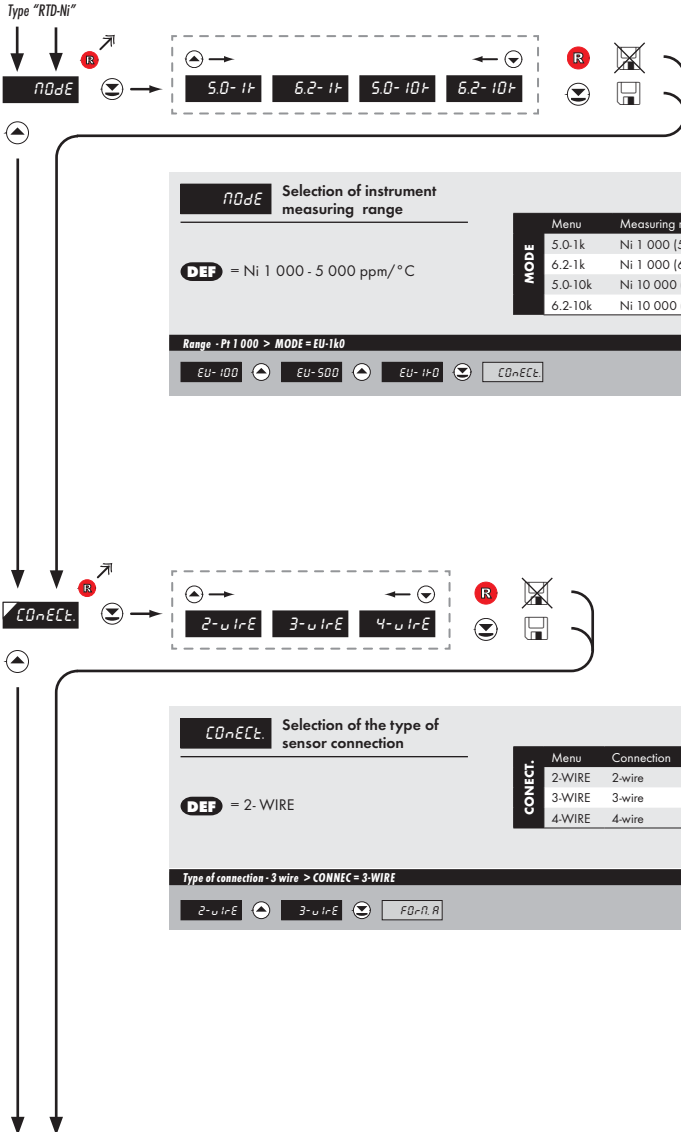 Type "RTD-Ni"
R
MODE
5.0-1k 6.2-1k 5.0-10k 6.2-10k
R
MODE
Selection of instrument
measuring range
DEF = Ni 1 000 - 5 000 ppm/°C
MODE
Menu Measuring
5.0-1k Ni 1 000
6.2-1k Ni 1 000
5.0-10k Ni 10 000
6.2-10k Ni 10 000
Range - Pt 1 000 > MODE = EU-1k0
EU-100 EU-500 EU-1k0 CONECT.
R
CONECT.
2-wIrE 3-wIrE 4-wIrE
R
CONECT.
Selection of the type of
sensor connection
DEF = 2- WIRE
CONECT.
Menu Connection
2-WIRE 2-wire
3-WIRE 3-wire
4-WIRE 4-wire
Type of connection - 3 wire > CONNEC = 3-WIRE
2-wIrE 3-wIrE FOrM. A